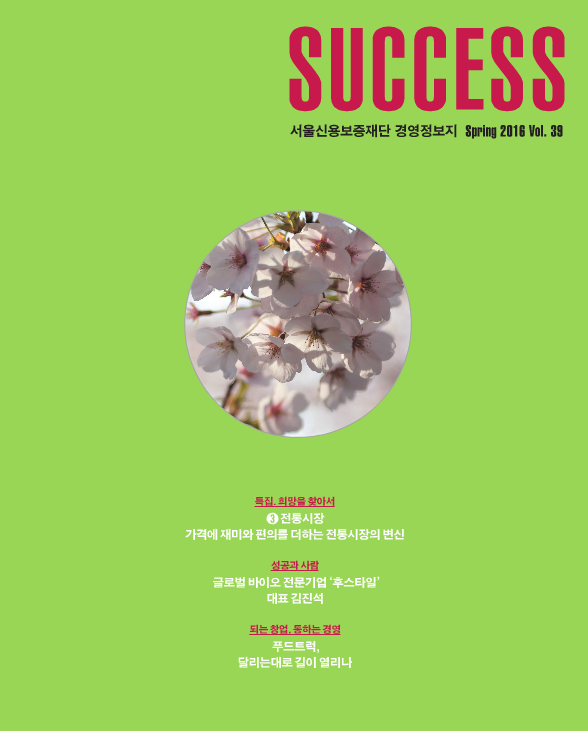 SUCCESS
서울신용보증재단 경영정보지 Spring 2016 Vol. 39
특집. 희망을 찾아서
❸ 전통시장
가격에 재미와 편의를 더하는 전통시장의 변신
성공과 사람
글로벌 바이오 전문기업 ‘후스타일’
대표 김진석
되는 창업. 통하는 경영
푸드트럭,
달리는대로 길이 열리나